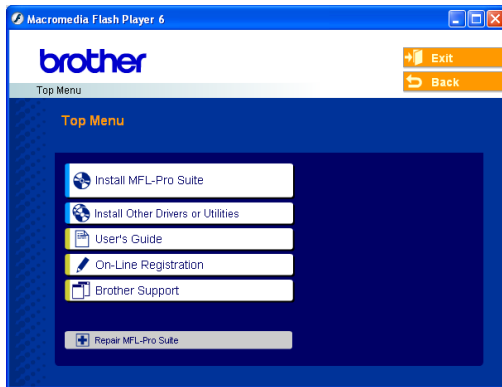 Macromedia Flash Player 6
brother
Exit
Back
Top Menu
Top Menu
Install MFL-Pro Suite
Install Other Drivers or Utilities
User's Guide
On-Line Registration
Brother Support
Repair MFL-Pro Suite